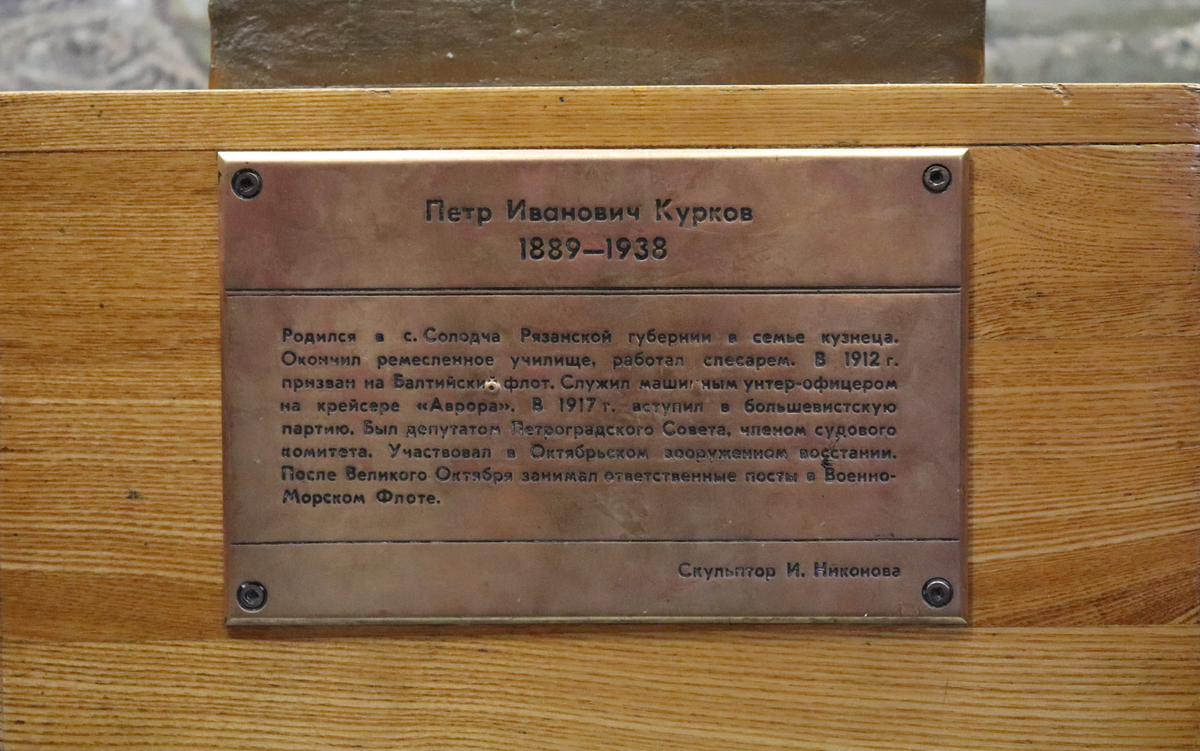 Петр Иванович Курков
1889—1938
Родился в с. Солодча Рязанской губернии в семье кузнеца.
Окончил ремесленное училище, работал слесарем. В 1912 г.
призван на Балтийский флот. Служил машинным унтер-офицером
на крейсере «Аврора». В 1917 г. вступил в большевистскую
партию. Был депутатом Петроградского Совета, членом судового
комитета. Участвовал в Октябрьском вооруженном восстании.
После Великого Октября занимал ответственные посты в Военно-
Морском Флоте.
Скульптор И. Никонова